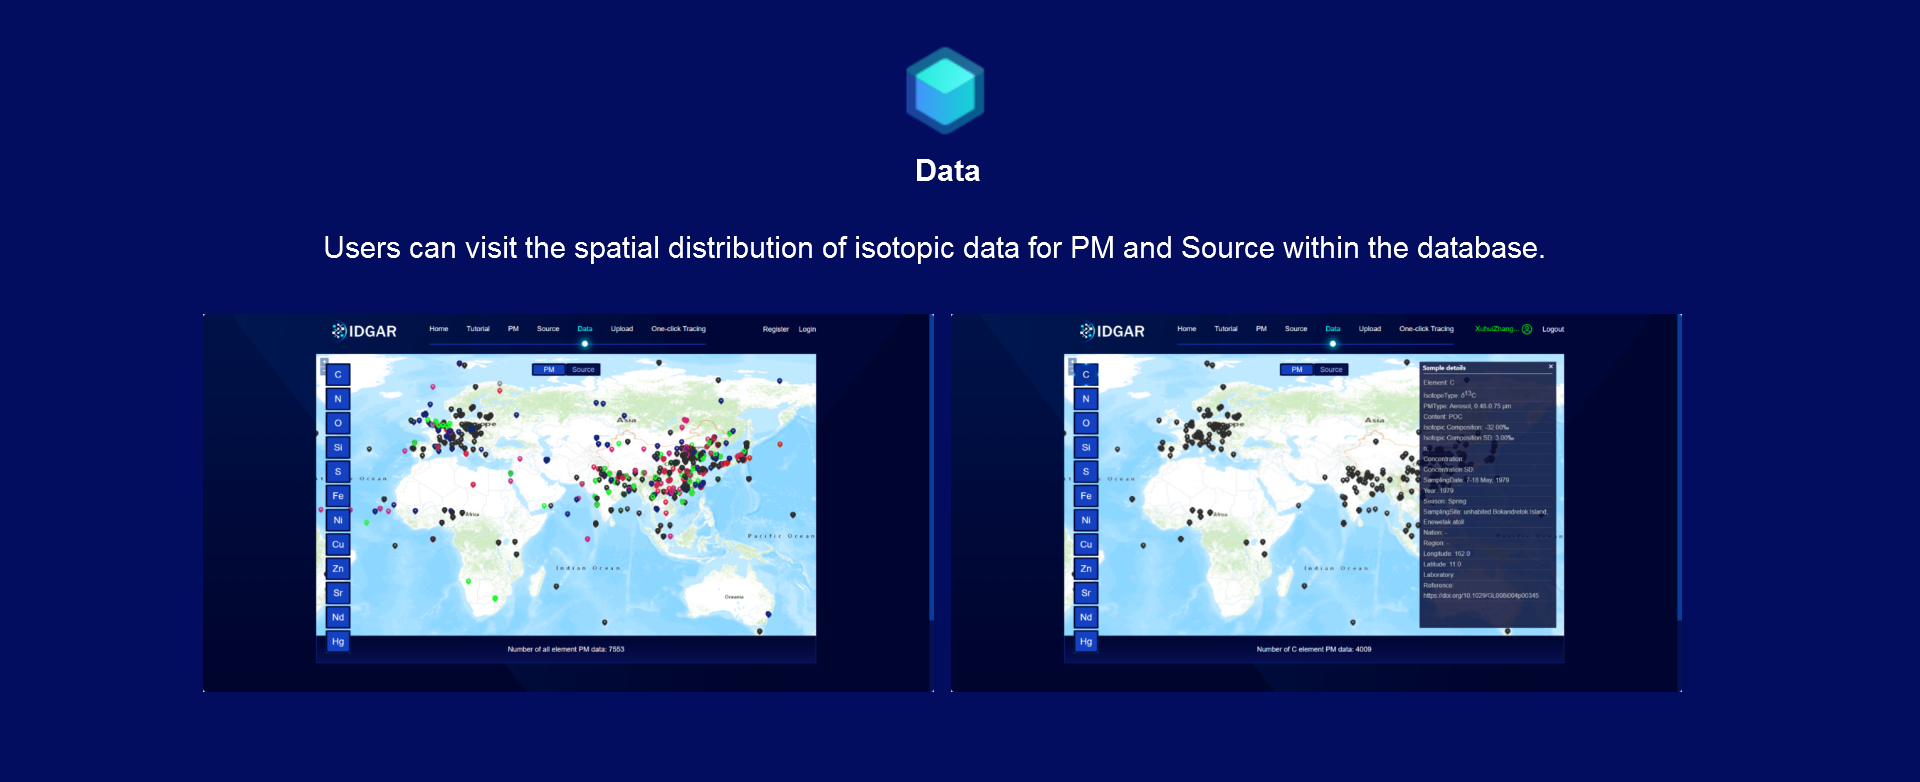 Data
Users can visit the spatial distribution of isotopic data for PM and Source within the database.
IDGAR
Home Tutorial PM Source Data Upload One-click Tracing Register Login
PM Source
C
N
O
Si
S
Fe
Ni
Cu
Zn
Sr
Nd
Hg
Asia
Africa
Ocean
Pacific Ocean
Indian Ocean
Oceania
Number of all element PM data: 7553
IDGAR
Home Tutorial PM Source Data Upload One-click Tracing XuhuiZhang... Logout
PM Source
C
N
O
Si
S
Fe
Ni
Cu
Zn
Sr
Nd
Hg
Asia
Africa
Ocean
Indian Ocean
Sample details ×
Element: C
IsotopeType: δ13C
PMType: Aerosol, 0.48-0.75 μm
Content: POC
Isotopic Composition: -32.00‰
Isotopic Composition SD: 3.00‰
n:
Concentration:
Concentration SD:
SamplingDate: 7-18 May, 1979
Year: 1979
Season: Spring
SamplingSite: unhabited Bokandretok Island,
Enewetak atoll
Nation: -
Region: -
Longitude: 162.0
Latitude: 11.0
Laboratory:
Reference:
https://doi.org/10.1029/GL008i004p00345
Number of C element PM data: 4009